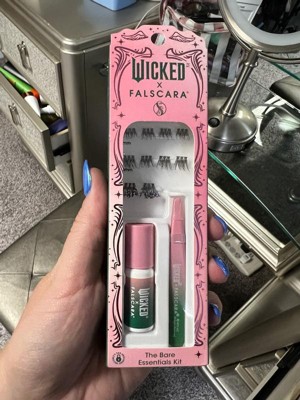 WICKED
X
FALSCARA
WICKED
X
FALSCARA
The Bare
Essentials Kit